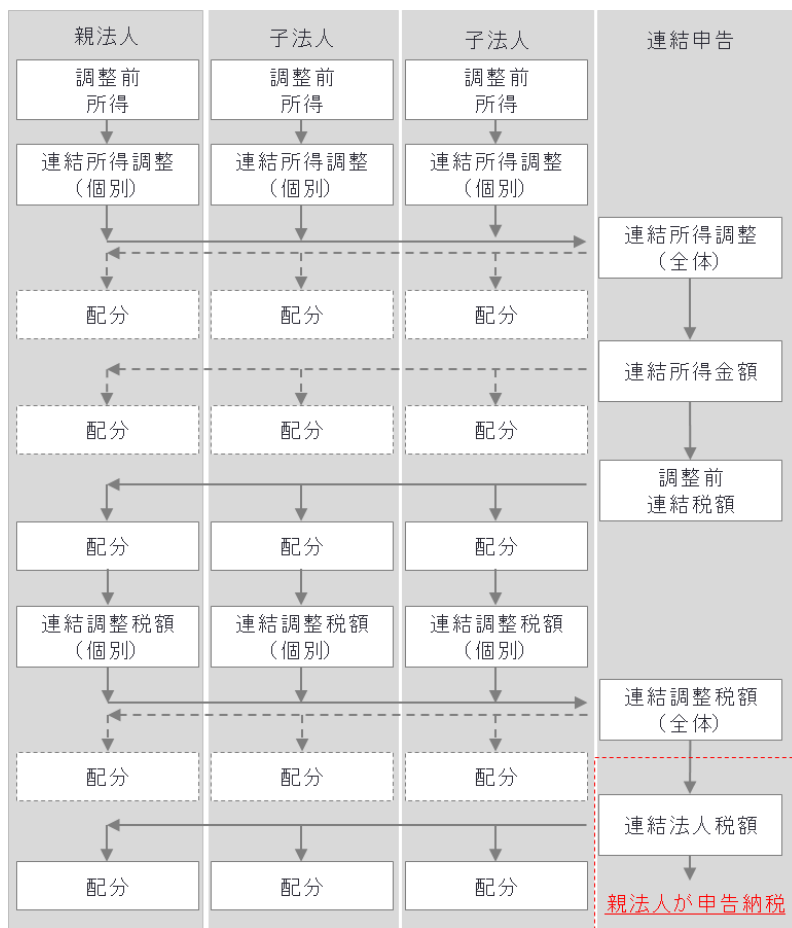 親法人
子法人
子法人
連結申告
調整前
所得
調整前
所得
調整前
所得
連結所得調整
（個別）
連結所得調整
（個別）
連結所得調整
（個別）
連結所得調整
（全体）
配分
配分
配分
連結所得金額
配分
配分
配分
調整前
連結税額
配分
配分
配分
連結調整税額
（個別）
連結調整税額
（個別）
連結調整税額
（個別）
連結調整税額
（全体）
配分
配分
配分
連結法人税額
配分
配分
配分
親法人が申告納税